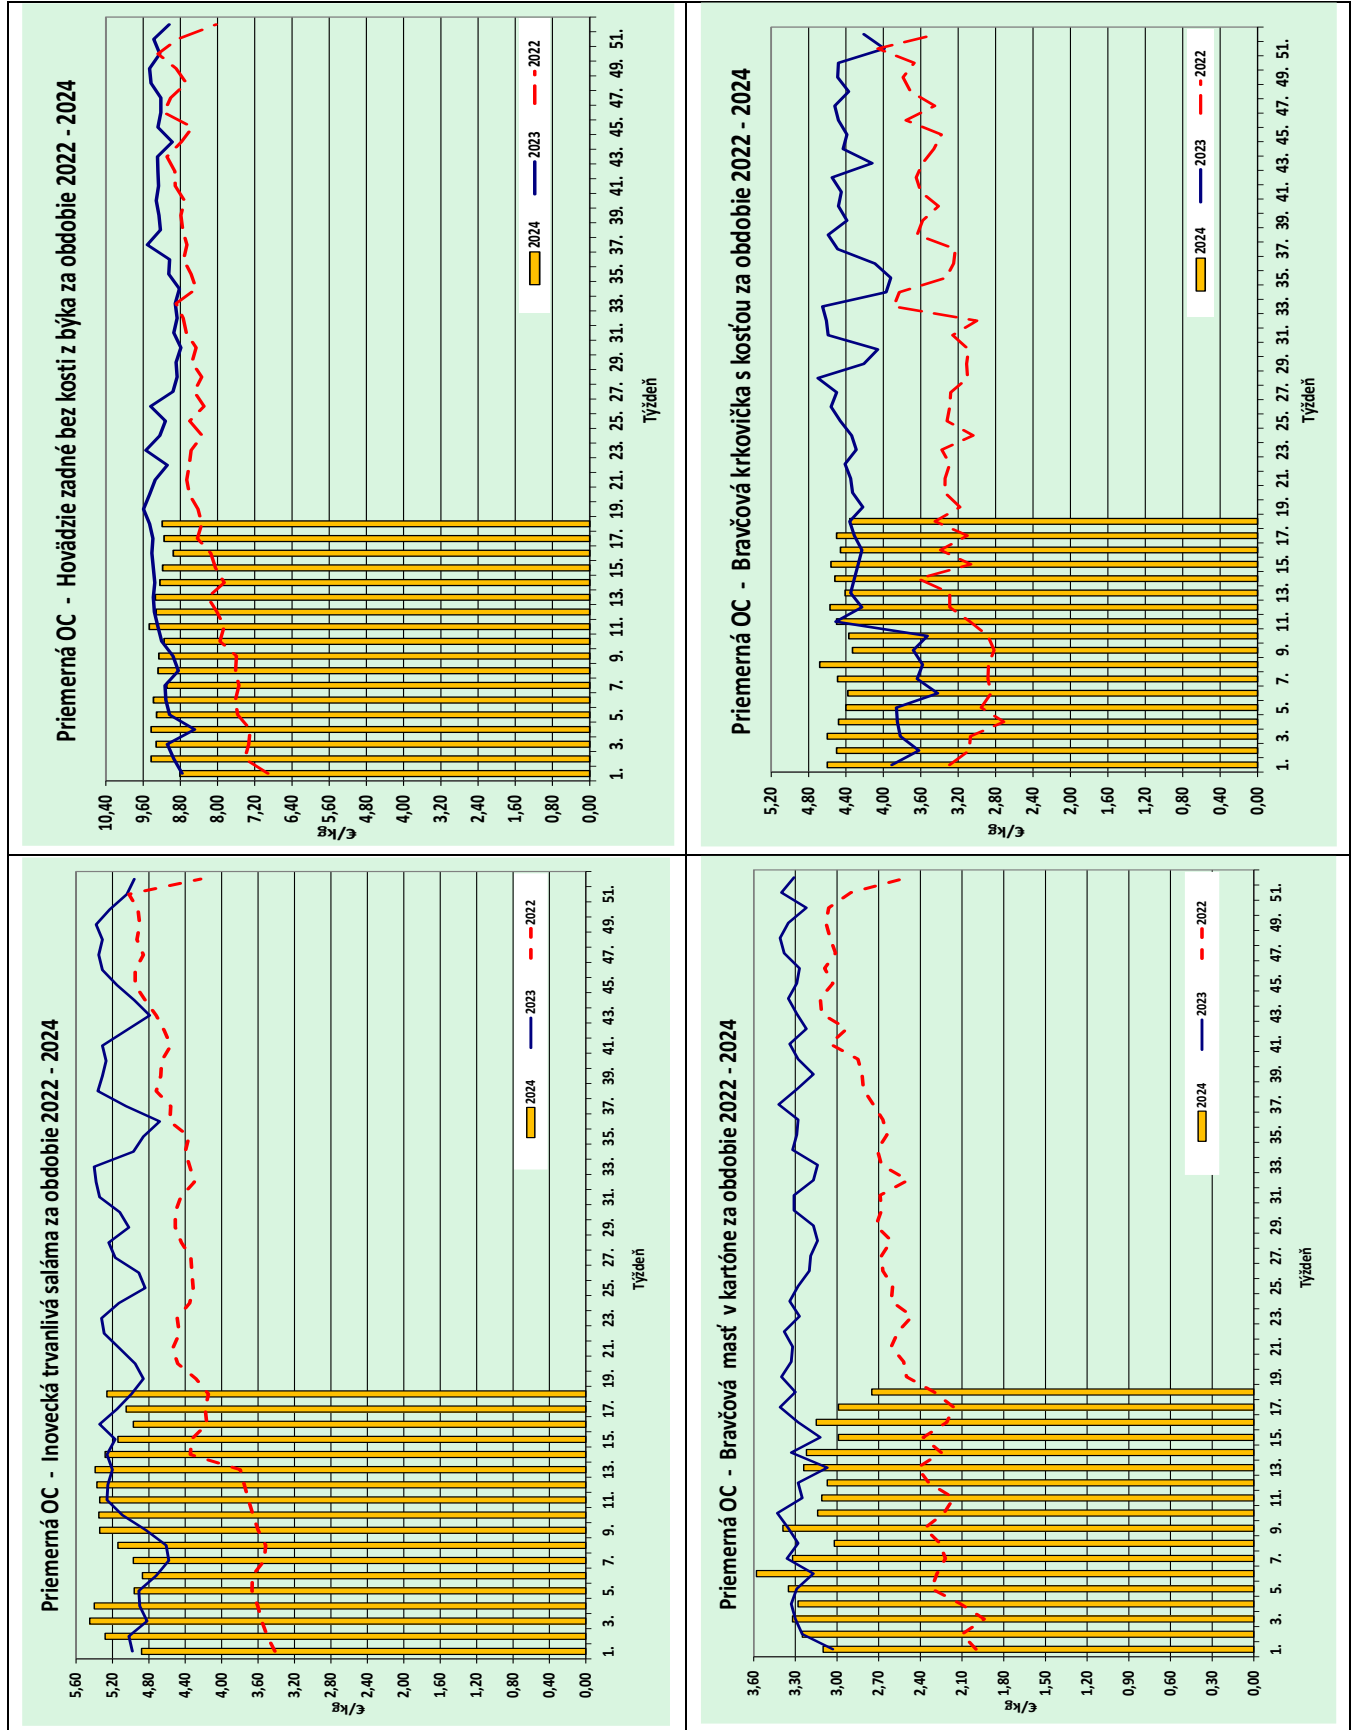 Priemerná OC - Inovecká trvanlivá saláma za obdobie 2022 - 2024
5,60
5,20
4,80
4,40
4,00
3,60
3,20
2,80
2,40
2,00
1,60
1,20
0,80
0,40
0,00
€/kg
2024 2023 2022
1. 3. 5. 7. 9. 11. 13. 15. 17. 19. 21. 23. 25. 27. 29. 31. 33. 35. 37. 39. 41. 43. 45. 47. 49. 51.
Týždeň
Priemerná OC - Hovädzie zadné bez kosti z býka za obdobie 2022 - 2024
10,40
9,60
8,80
8,00
7,20
6,40
5,60
4,80
4,00
3,20
2,40
1,60
0,80
0,00
€/kg
2024 2023 2022
1. 3. 5. 7. 9. 11. 13. 15. 17. 19. 21. 23. 25. 27. 29. 31. 33. 35. 37. 39. 41. 43. 45. 47. 49. 51.
Týždeň
Priemerná OC - Bravčová masť v kartóne za obdobie 2022 - 2024
3,60
3,30
3,00
2,70
2,40
2,10
1,80
1,50
1,20
0,90
0,60
0,30
0,00
€/kg
2024 2023 2022
1. 3. 5. 7. 9. 11. 13. 15. 17. 19. 21. 23. 25. 27. 29. 31. 33. 35. 37. 39. 41. 43. 45. 47. 49. 51.
Týždeň
Priemerná OC - Bravčová krkovička s kosťou za obdobie 2022 - 2024
5,20
4,80
4,40
4,00
3,60
3,20
2,80
2,40
2,00
1,60
1,20
0,80
0,40
0,00
€/kg
2024 2023 2022
1. 3. 5. 7. 9. 11. 13. 15. 17. 19. 21. 23. 25. 27. 29. 31. 33. 35. 37. 39. 41. 43. 45. 47. 49. 51.
Týždeň